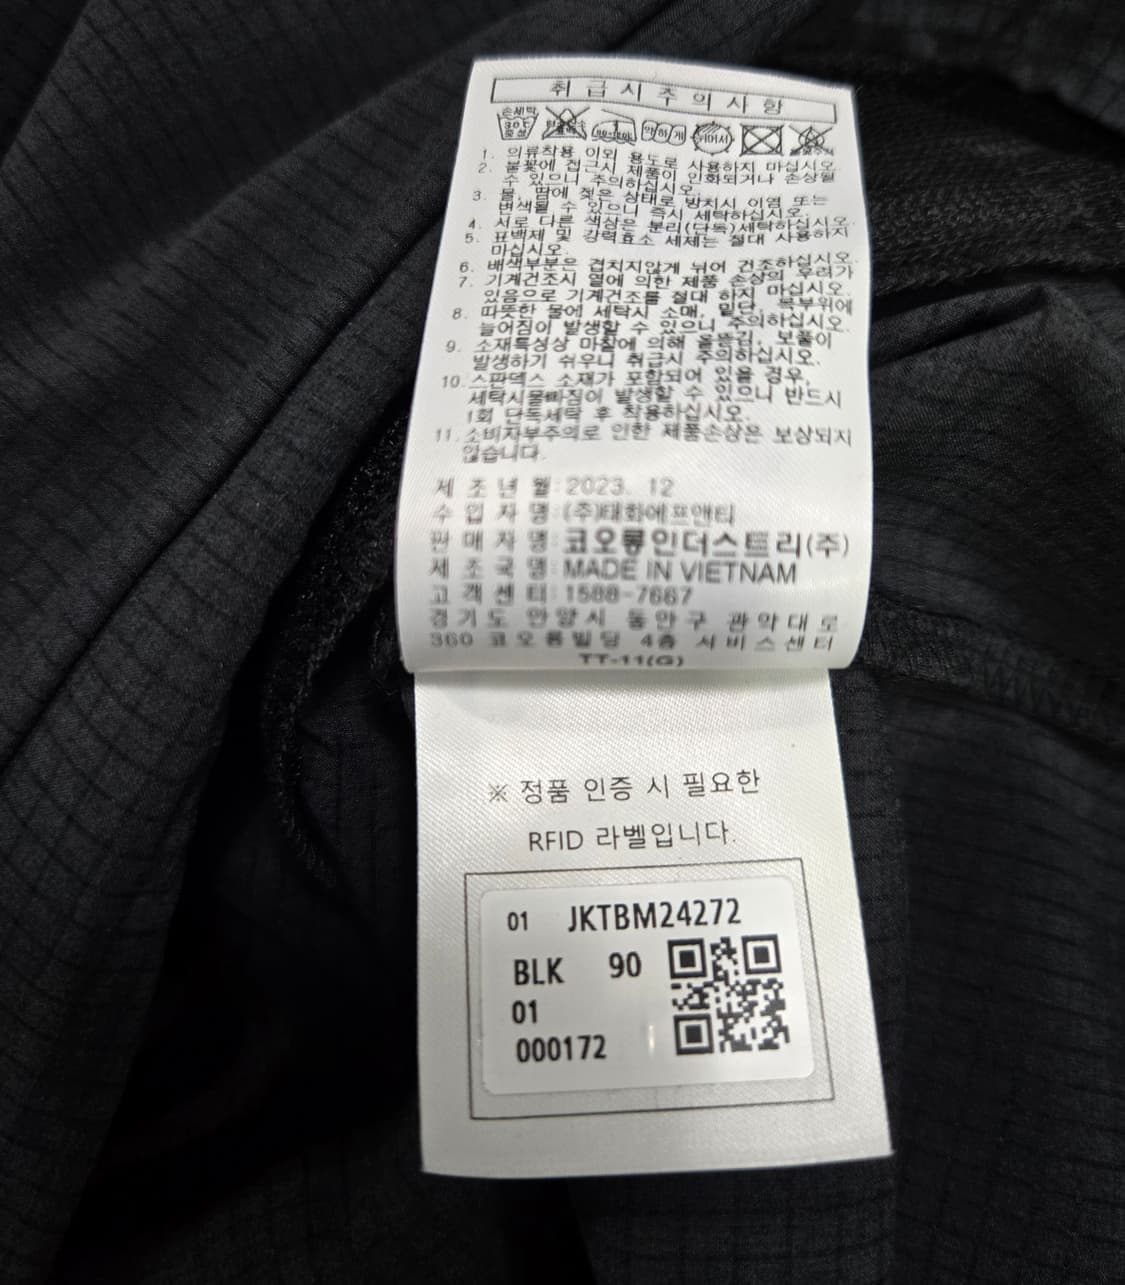 취급시주의사항
손세탁
30℃
중성
약하게
뉘어서
1. 의류착용 이외 용도로 사용하지 마십시오.
2. 불꽃에 접근시 제품이 인화되거나 손상될
수 있으니 주의하십시오.
3. 물, 땀에 젖은 상태로 방치시 이염 또는
변색될 수 있으니 즉시 세탁하십시오.
4. 서로 다른 색상은 분리(단독)세탁하십시오.
5. 표백제 및 강력효소 세제는 절대 사용하지
마십시오.
6. 배색부분은 겹치지않게 뉘어 건조하십시오.
7. 기계건조시 열에 의한 제품 손상의 우려가
있음으로 기계건조를 절대 하지 마십시오.
8. 따뜻한 물에 세탁시 소매, 밑단, 목부위에
늘어짐이 발생할 수 있으니 주의하십시오.
9. 소재특성상 마찰에 의해 올뜯김, 보풀이
발생하기 쉬우니 취급시 주의하십시오.
10. 스판덱스 소재가 포함되어 있을 경우,
세탁시물빠짐이 발생할 수 있으니 반드시
1회 단독세탁 후 착용하십시오.
11. 소비자부주의로 인한 제품손상은 보상되지
않습니다.
제조년월: 2023. 12
수입자명: (주)태화에프앤티
판매자명: 코오롱인더스트리(주)
제조국명: MADE IN VIETNAM
고객센터: 1588-7667
경기도 안양시 동안구 관악대로
360 코오롱빌딩 4층 서비스센터
TT-11(G)
※ 정품 인증 시 필요한
RFID 라벨입니다.
01 JKTBM24272
BLK 90
01
000172